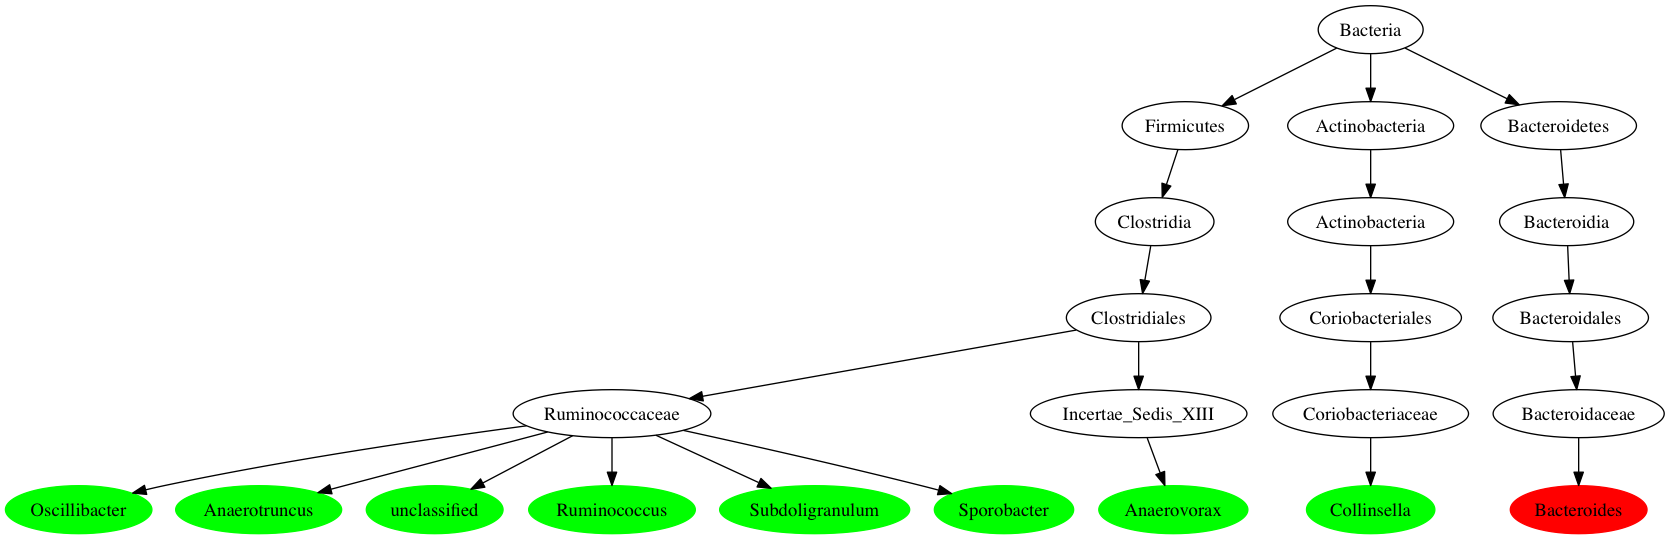 Bacteria
Firmicutes
Actinobacteria
Bacteroidetes
Clostridia
Actinobacteria
Bacteroidia
Clostridiales
Coriobacteriales
Bacteroidales
Ruminococcaceae
Incertae_Sedis_XIII
Coriobacteriaceae
Bacteroidaceae
Oscillibacter
Anaerotruncus
unclassified
Ruminococcus
Subdoligranulum
Sporobacter
Anaerovorax
Collinsella
Bacteroides